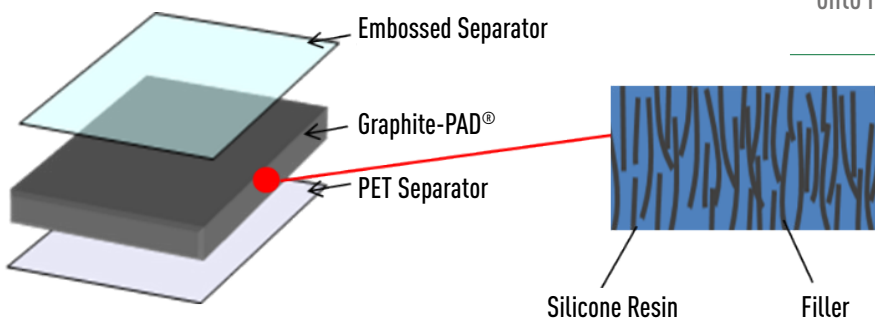 Embossed Separator
Graphite-PAD®
PET Separator
Silicone Resin
Filler